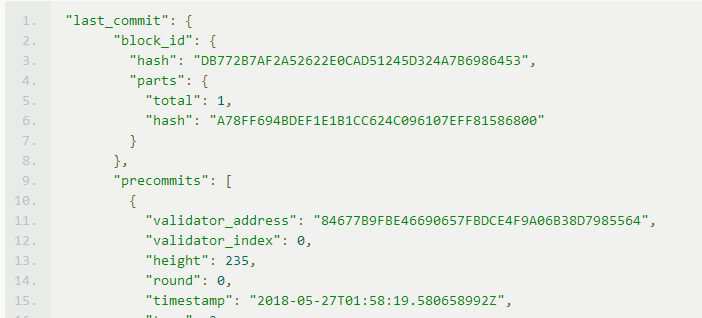 1. "last_commit": {
2. "block_id": {
3. "hash": "DB772B7AF2A52622E0CAD51245D324A7B6986453",
4. "parts": {
5. "total": 1,
6. "hash": "A78FF694BDEF1E1B1CC624C096107EFF81586800"
7. }
8. },
9. "precommits": [
10. {
11. "validator_address": "84677B9FBE46690657FBDCE4F9A06B38D7985564",
12. "validator_index": 0,
13. "height": 235,
14. "round": 0,
15. "timestamp": "2018-05-27T01:58:19.580658992Z",